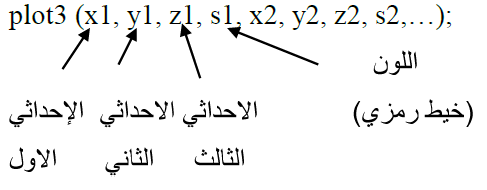 plot3 (x1, y1, z1, s1, x2, y2, z2, s2,…);
اللون
(خيط رمزي)
الاحداثي الثالث
الاحداثي الثاني
الإحداثي الاول